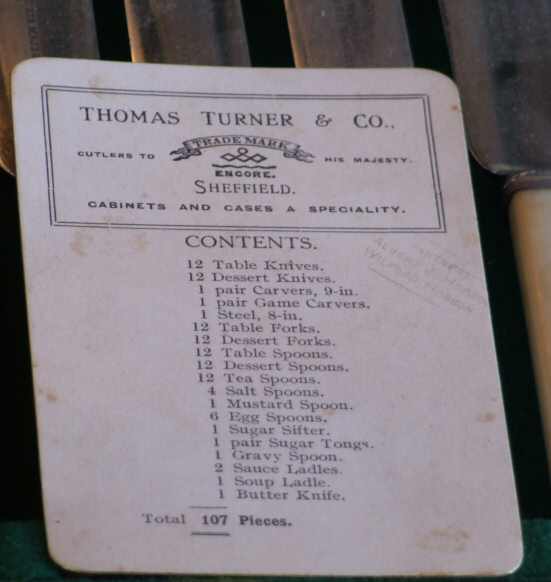 THOMAS TURNER & CO.,
TRADE MARK
CUTLERS TO HIS MAJESTY.
ENCORE.
SHEFFIELD.
CABINETS AND CASES A SPECIALITY.
CONTENTS.
12 Table Knives.
12 Dessert Knives.
1 pair Carvers, 9-in.
1 pair Game Carvers.
1 Steel, 8-in.
12 Table Forks.
12 Dessert Forks.
12 Table Spoons.
12 Dessert Spoons.
12 Tea Spoons.
4 Salt Spoons.
1 Mustard Spoon.
6 Egg Spoons.
1 Sugar Sifter.
1 pair Sugar Tongs.
1 Gravy Spoon.
2 Sauce Ladles.
1 Soup Ladle.
1 Butter Knife.
Total 107 Pieces.